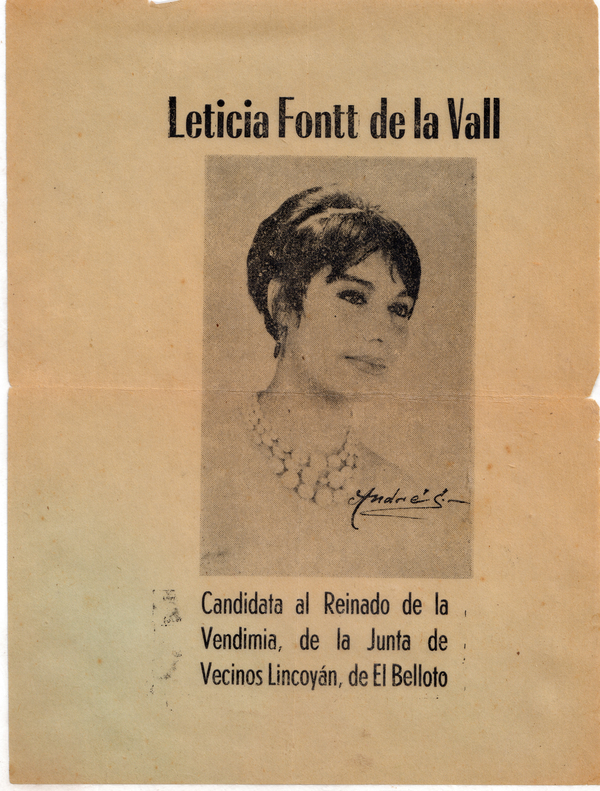 Leticia Fontt de la Vall
André S.
Candidata al Reinado de la
Vendimia, de la Junta de
Vecinos Lincoyán, de El Belloto